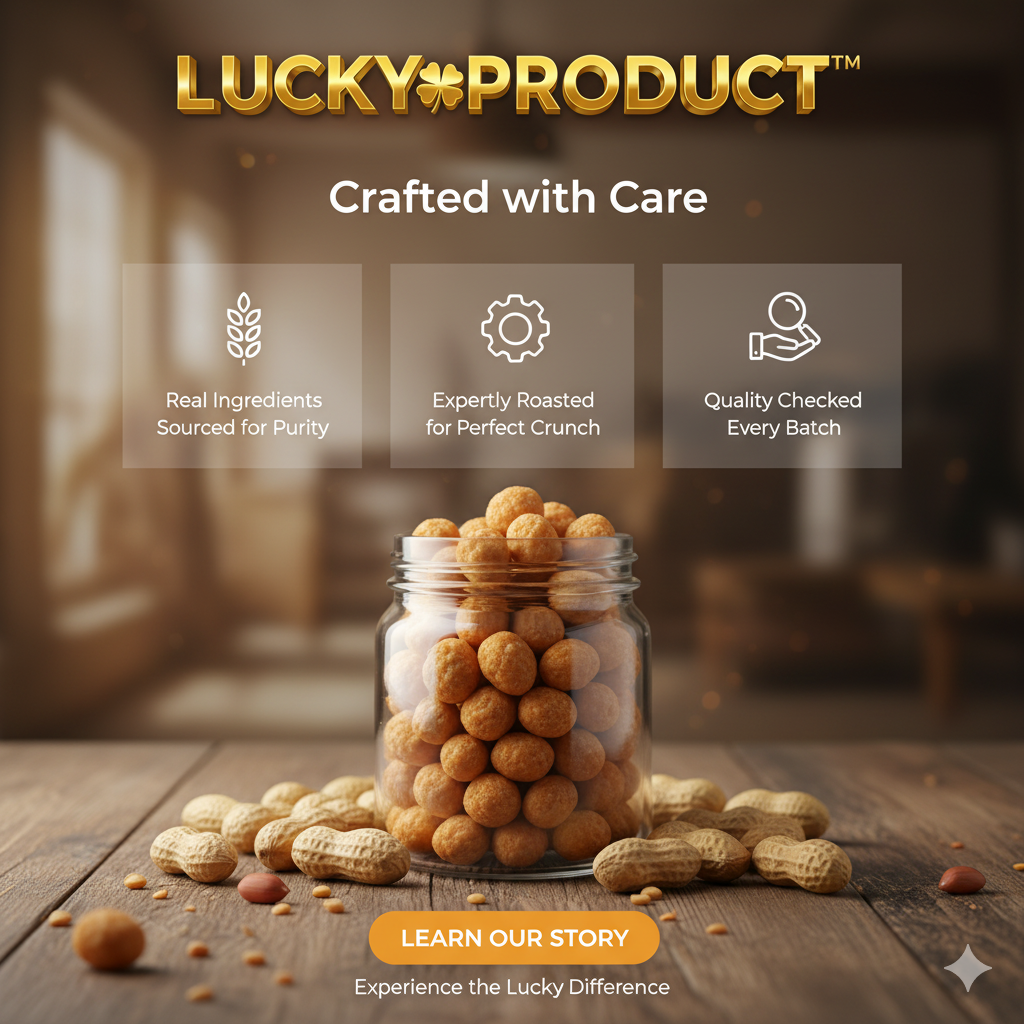 LUCKY PRODUCT™
Crafted with Care
Real Ingredients
Sourced for Purity
Expertly Roasted
for Perfect Crunch
Quality Checked
Every Batch
LEARN OUR STORY
Experience the Lucky Difference